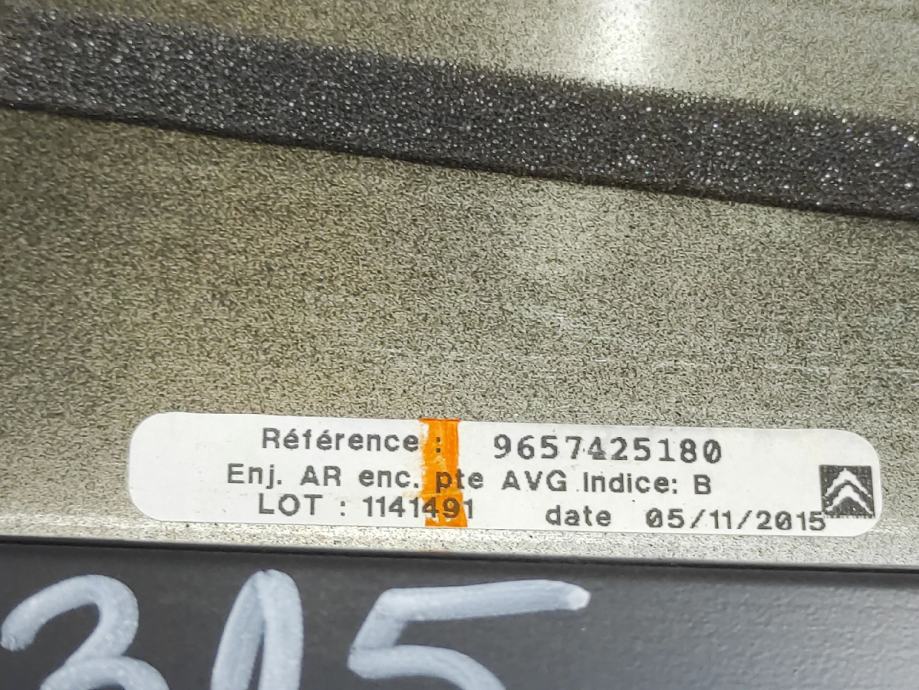 Référence : 9657425180
Enj. AR enc. pte AVG Indice: B
LOT : 1141491 date 05/11/2015
315